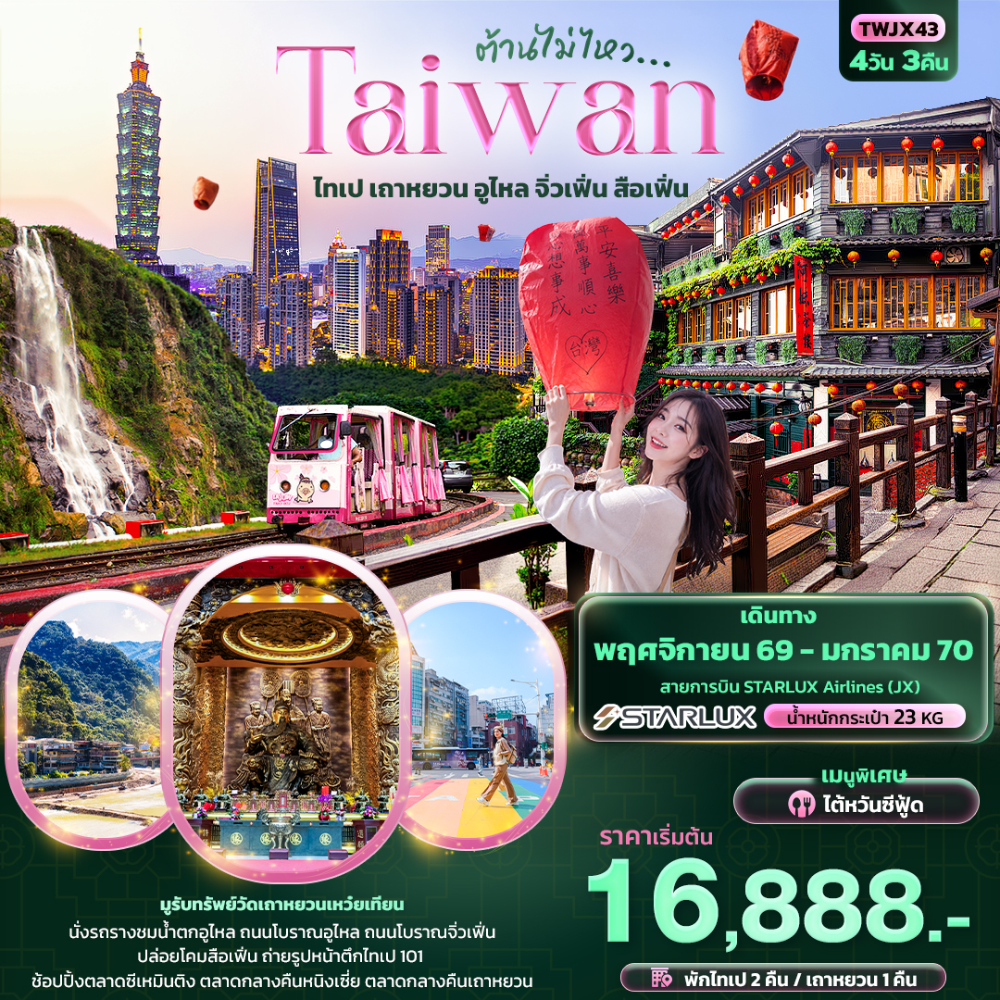 TWJX43
4วัน 3คืน
ต้านไม่ไหว...
Taiwan
ไทเป เถาหยวน อูไหล จิ่วเฟิ่น สือเฟิ่น
平安喜樂
萬事順心
想事成
台灣
เดินทาง
พฤศจิกายน 69 - มกราคม 70
สายการบิน STARLUX Airlines (JX)
STARLUX น้ำหนักกระเป๋า 23 KG
เมนูพิเศษ
ไต้หวันซีฟู้ด
ราคาเริ่มต้น
16,888.-
พักไทเป 2 คืน / เถาหยวน 1 คืน
มูรับทรัพย์วัดเถาหยวนเหว๋ยเทียน
นั่งรถรางชมน้ำตกอูไหล ถนนโบราณอูไหล ถนนโบราณจิ่วเฟิ่น
ปล่อยโคมสือเฟิ่น ถ่ายรูปหน้าตึกไทเป 101
ช้อปปิ้งตลาดซีเหมินติง ตลาดกลางคืนหนิงเซี่ย ตลาดกลางคืนเถาหยวน